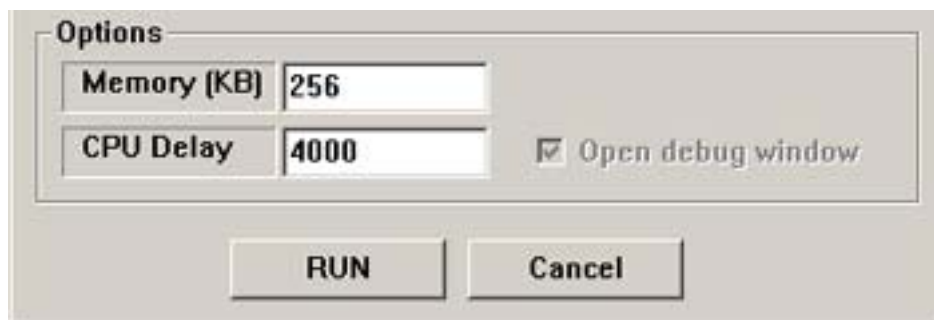 Options
Memory (KB) 256
CPU Delay 4000 Open debug window
RUN Cancel